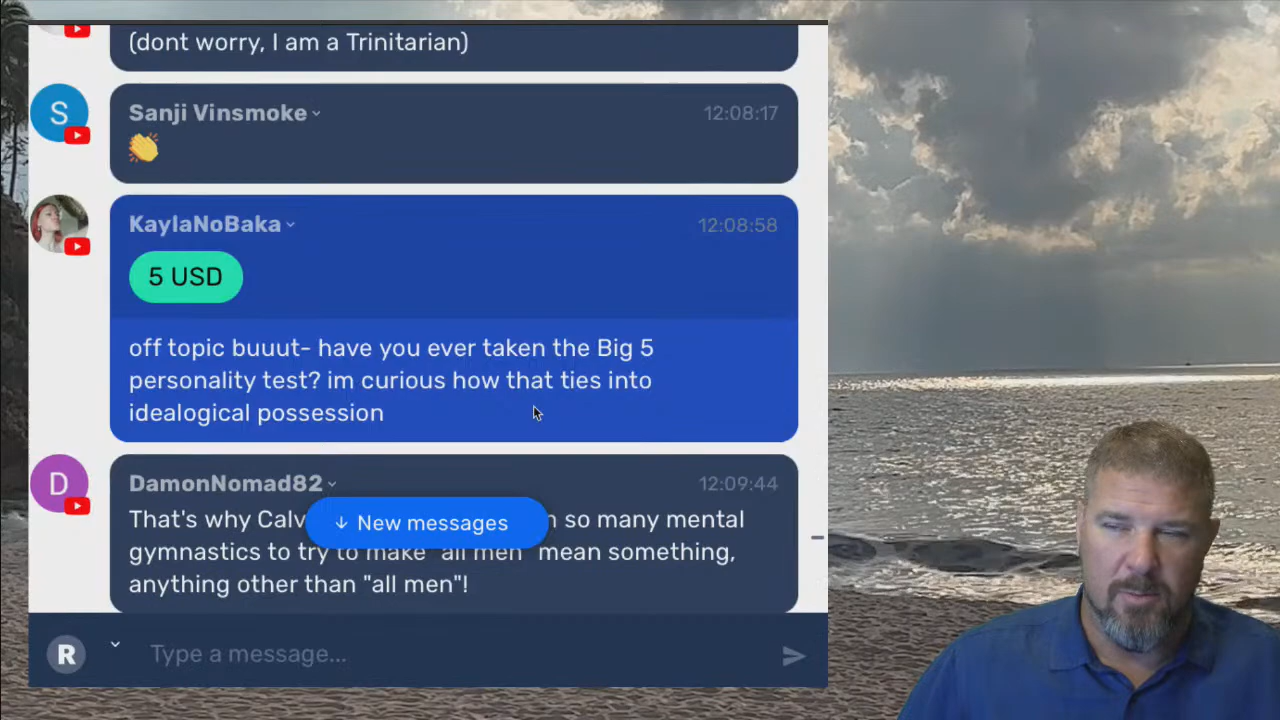 (dont worry, I am a Trinitarian)
S
Sanji Vinsmoke
12:08:17
KaylaNoBaka
12:08:58
5 USD
off topic buuut- have you ever taken the Big 5
personality test? im curious how that ties into
idealogical possession
D
DamonNomad82
12:09:44
That's why Calv so many mental
↓ New messages
gymnastics to try to make "all men" mean something,
anything other than "all men"!
R
Type a message...